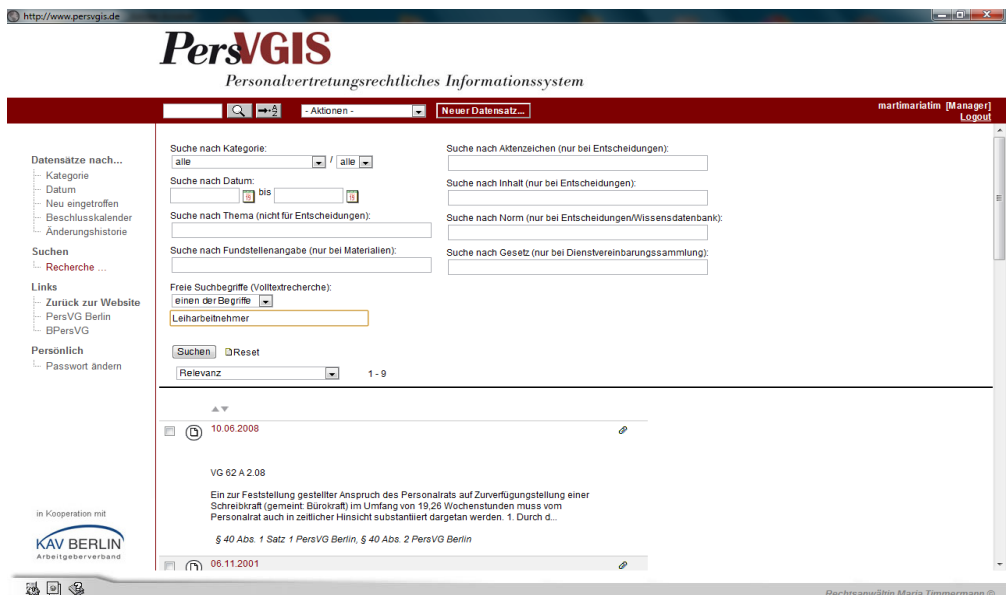 http://www.persvgis.de
PersVGIS
Personalvertretungsrechtliches Informationssystem
- Aktionen -
Neuer Datensatz...
martimariatim [Manager]
Logout
Datensätze nach...
Kategorie
Datum
Neu eingetroffen
Beschlusskalender
Änderungshistorie
Suchen
Recherche ...
Links
Zurück zur Website
PersVG Berlin
BPersVG
Persönlich
Passwort ändern
in Kooperation mit
KAV BERLIN
Arbeitgeberverband
Suche nach Kategorie:
alle / alle
Suche nach Datum:
bis
Suche nach Thema (nicht für Entscheidungen):
Suche nach Fundstellenangabe (nur bei Materialien):
Suche nach Aktenzeichen (nur bei Entscheidungen):
Suche nach Inhalt (nur bei Entscheidungen):
Suche nach Norm (nur bei Entscheidungen/Wissensdatenbank):
Suche nach Gesetz (nur bei Dienstvereinbarungssammlung):
Freie Suchbegriffe (Volltextrecherche):
einen der Begriffe
Leiharbeitnehmer
Suchen Reset
Relevanz 1 - 9
10.06.2008
VG 62 A 2.08
Ein zur Feststellung gestellter Anspruch des Personalrats auf Zurverfügungstellung einer
Schreibkraft (gemeint: Bürokraft) im Umfang von 19,26 Wochenstunden muss vom
Personalrat auch in zeitlicher Hinsicht substantiiert dargetan werden. 1. Durch d...
§ 40 Abs. 1 Satz 1 PersVG Berlin, § 40 Abs. 2 PersVG Berlin
06.11.2001
Rechtsanwältin Maria Timmermann ©